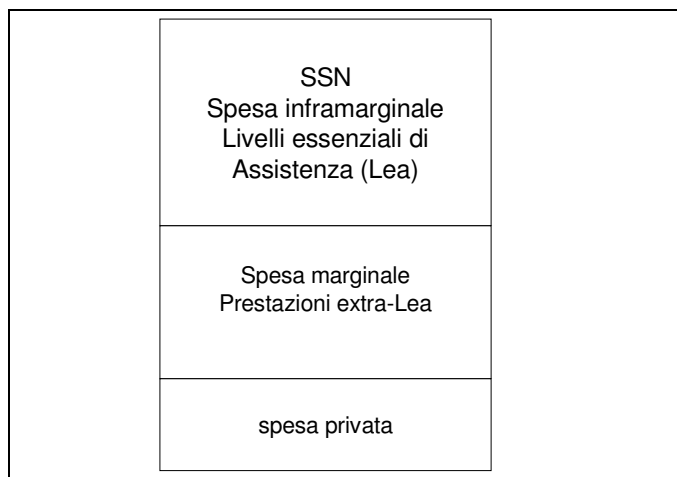 SSN
Spesa inframarginale
Livelli essenziali di
Assistenza (Lea)
Spesa marginale
Prestazioni extra-Lea
spesa privata